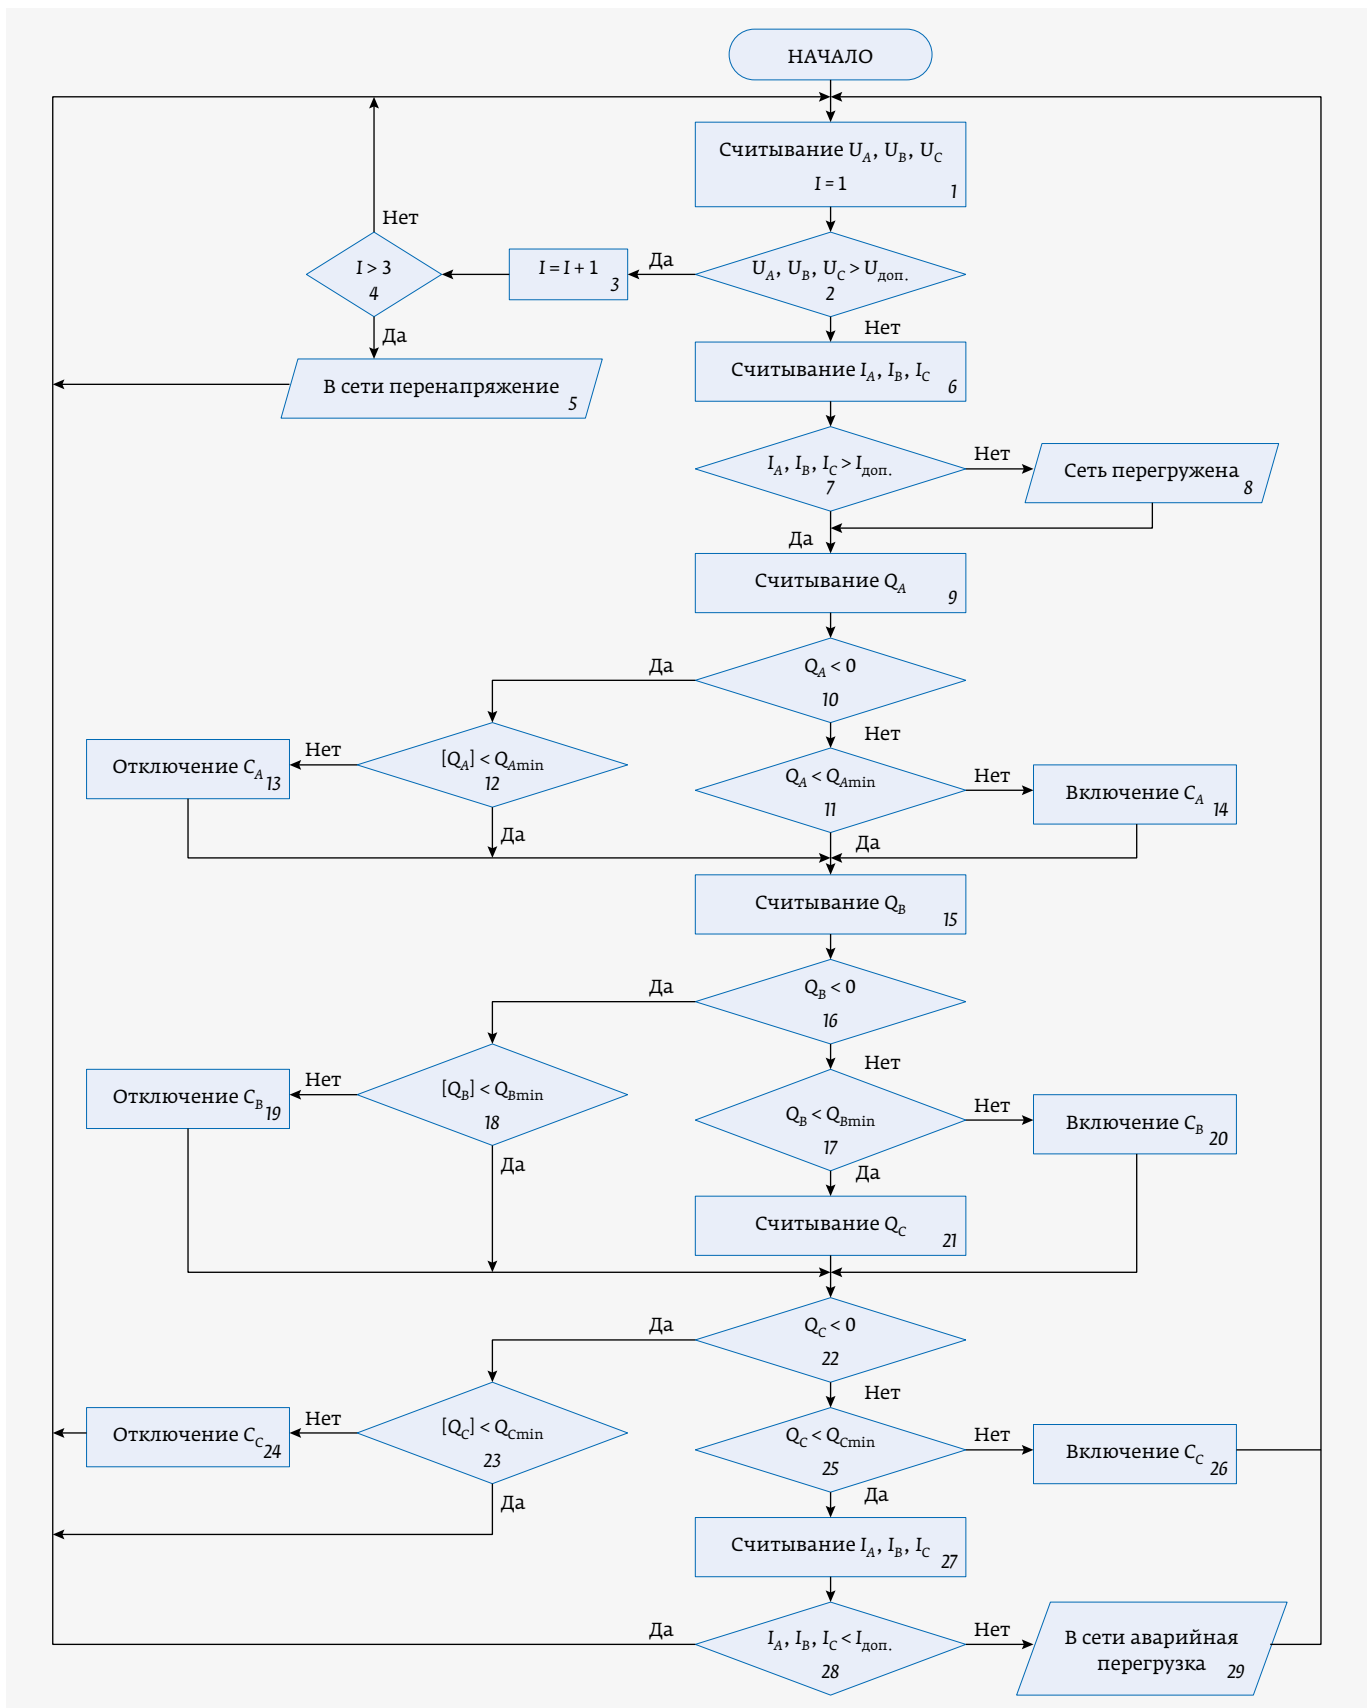 НАЧАЛО
Считывание U_A, U_B, U_C
I = 1
1
Нет
I > 3
4
I = I + 1
3
Да
U_A, U_B, U_C > U_доп.
2
Да
Нет
В сети перенапряжение
5
Считывание I_A, I_B, I_C
6
I_A, I_B, I_C > I_доп.
7
Нет
Сеть перегружена
8
Да
Считывание Q_A
9
Да
Q_A < 0
10
Нет
Отключение C_A
13
Нет
[Q_A] < Q_Amin
12
Q_A < Q_Amin
11
Нет
Включение C_A
14
Да
Да
Считывание Q_B
15
Да
Q_B < 0
16
Нет
Отключение C_B
19
Нет
[Q_B] < Q_Bmin
18
Q_B < Q_Bmin
17
Нет
Включение C_B
20
Да
Да
Считывание Q_C
21
Да
Q_C < 0
22
Нет
Отключение C_C
24
Нет
[Q_C] < Q_Cmin
23
Q_C < Q_Cmin
25
Нет
Включение C_C
26
Да
Да
Считывание I_A, I_B, I_C
27
Да
I_A, I_B, I_C < I_доп.
28
Нет
В сети аварийная
перегрузка
29